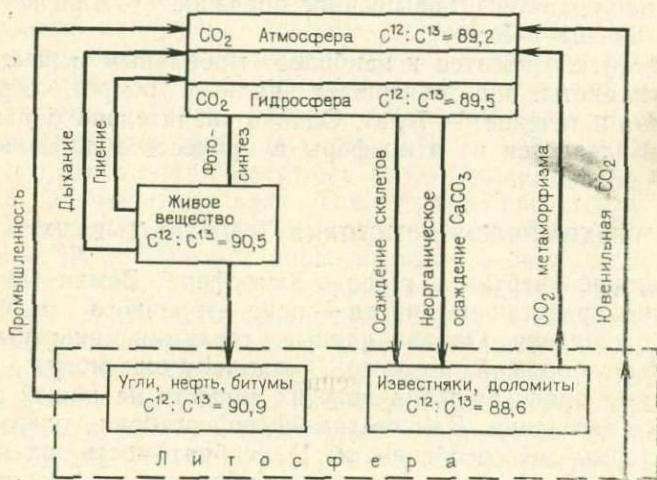 CO₂ Атмосфера C¹²:C¹³=89,2
CO₂ Гидросфера C¹²:C¹³=89,5
Промышленность
Дыхание
Гниение
Фото-
синтез
Живое
вещество
C¹²:C¹³=90,5
Осаждение скелетов
Неорганическое
осаждение CaCO₃
CO₂ метаморфизма
Ювенильная CO₂
Угли, нефть, битумы
C¹²:C¹³=90,9
Известняки, доломиты
C¹²:C¹³=88,6
Литосфера